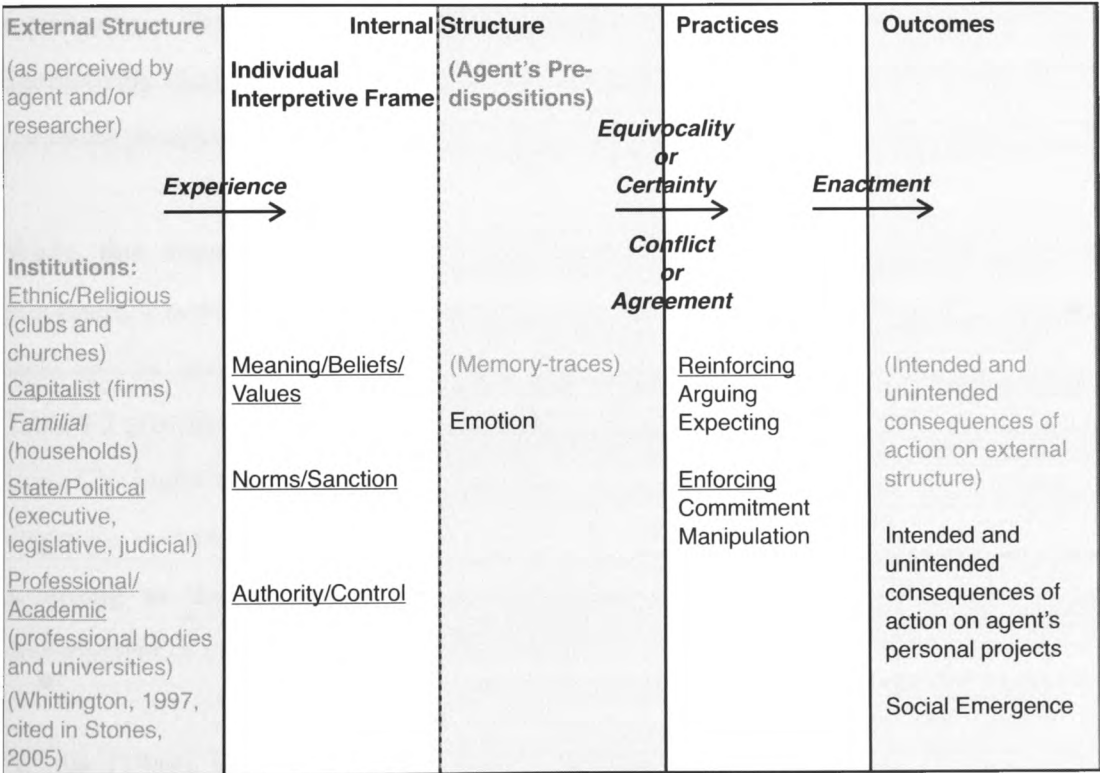 External Structure
(as perceived by
agent and/or
researcher)
Experience
Institutions:
Ethnic/Religious
(clubs and
churches)
Capitalist (firms)
Familial
(households)
State/Political
(executive,
legislative, judicial)
Professional/
Academic
(professional bodies
and universities)
(Whittington, 1997,
cited in Stones,
2005)
Internal Structure
Individual
Interpretive Frame
Meaning/Beliefs/
Values
Norms/Sanction
Authority/Control
(Agent's Pre-
dispositions)
(Memory-traces)
Emotion
Equivocality
or
Certainty
Conflict
or
Agreement
Practices
Reinforcing
Arguing
Expecting
Enforcing
Commitment
Manipulation
Enactment
Outcomes
(Intended and
unintended
consequences of
action on external
structure)
Intended and
unintended
consequences of
action on agent's
personal projects
Social Emergence